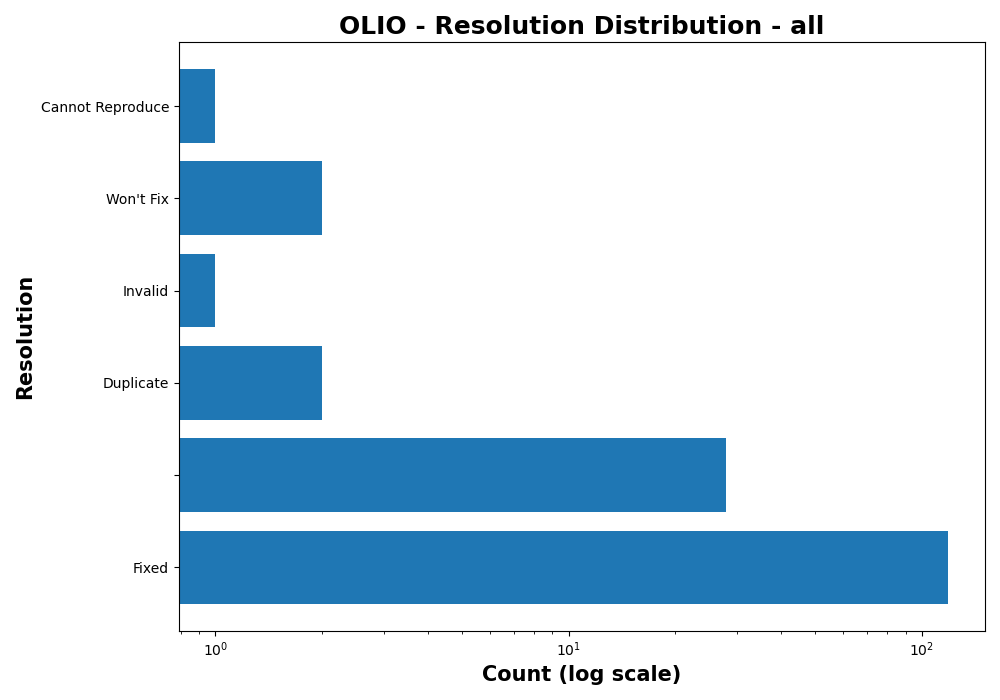 OLIO - Resolution Distribution - all
Cannot Reproduce
Won't Fix
Invalid
Duplicate
Fixed
Resolution
10⁰ 10¹ 10²
Count (log scale)